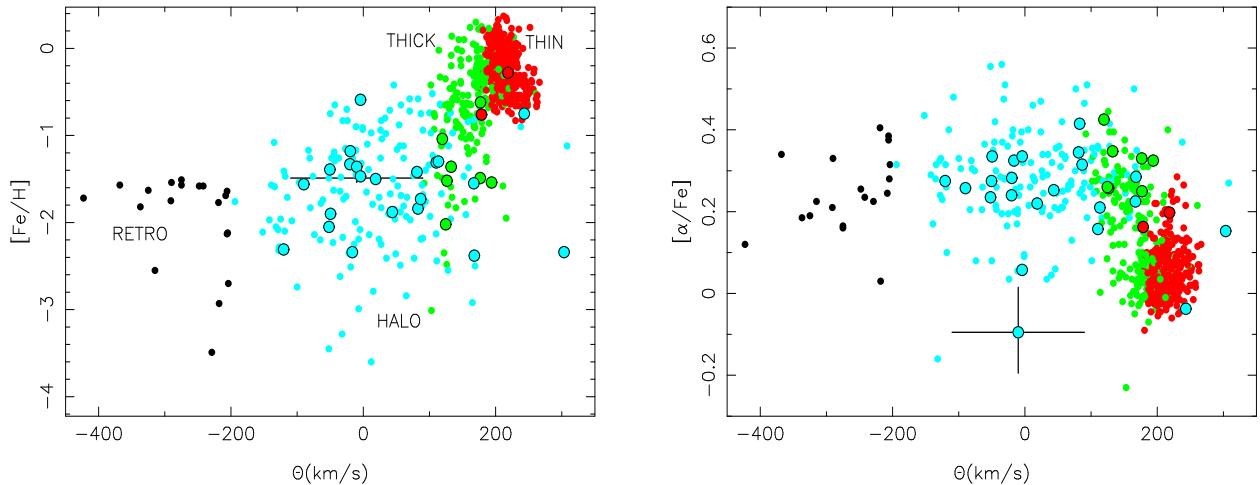 THICK THIN
RETRO
HALO
[Fe/H]
0
−1
−2
−3
−4
−400 −200 0 200
Θ(km/s)
[α/Fe]
0.6
0.4
0.2
0
−0.2
−400 −200 0 200
Θ(km/s)